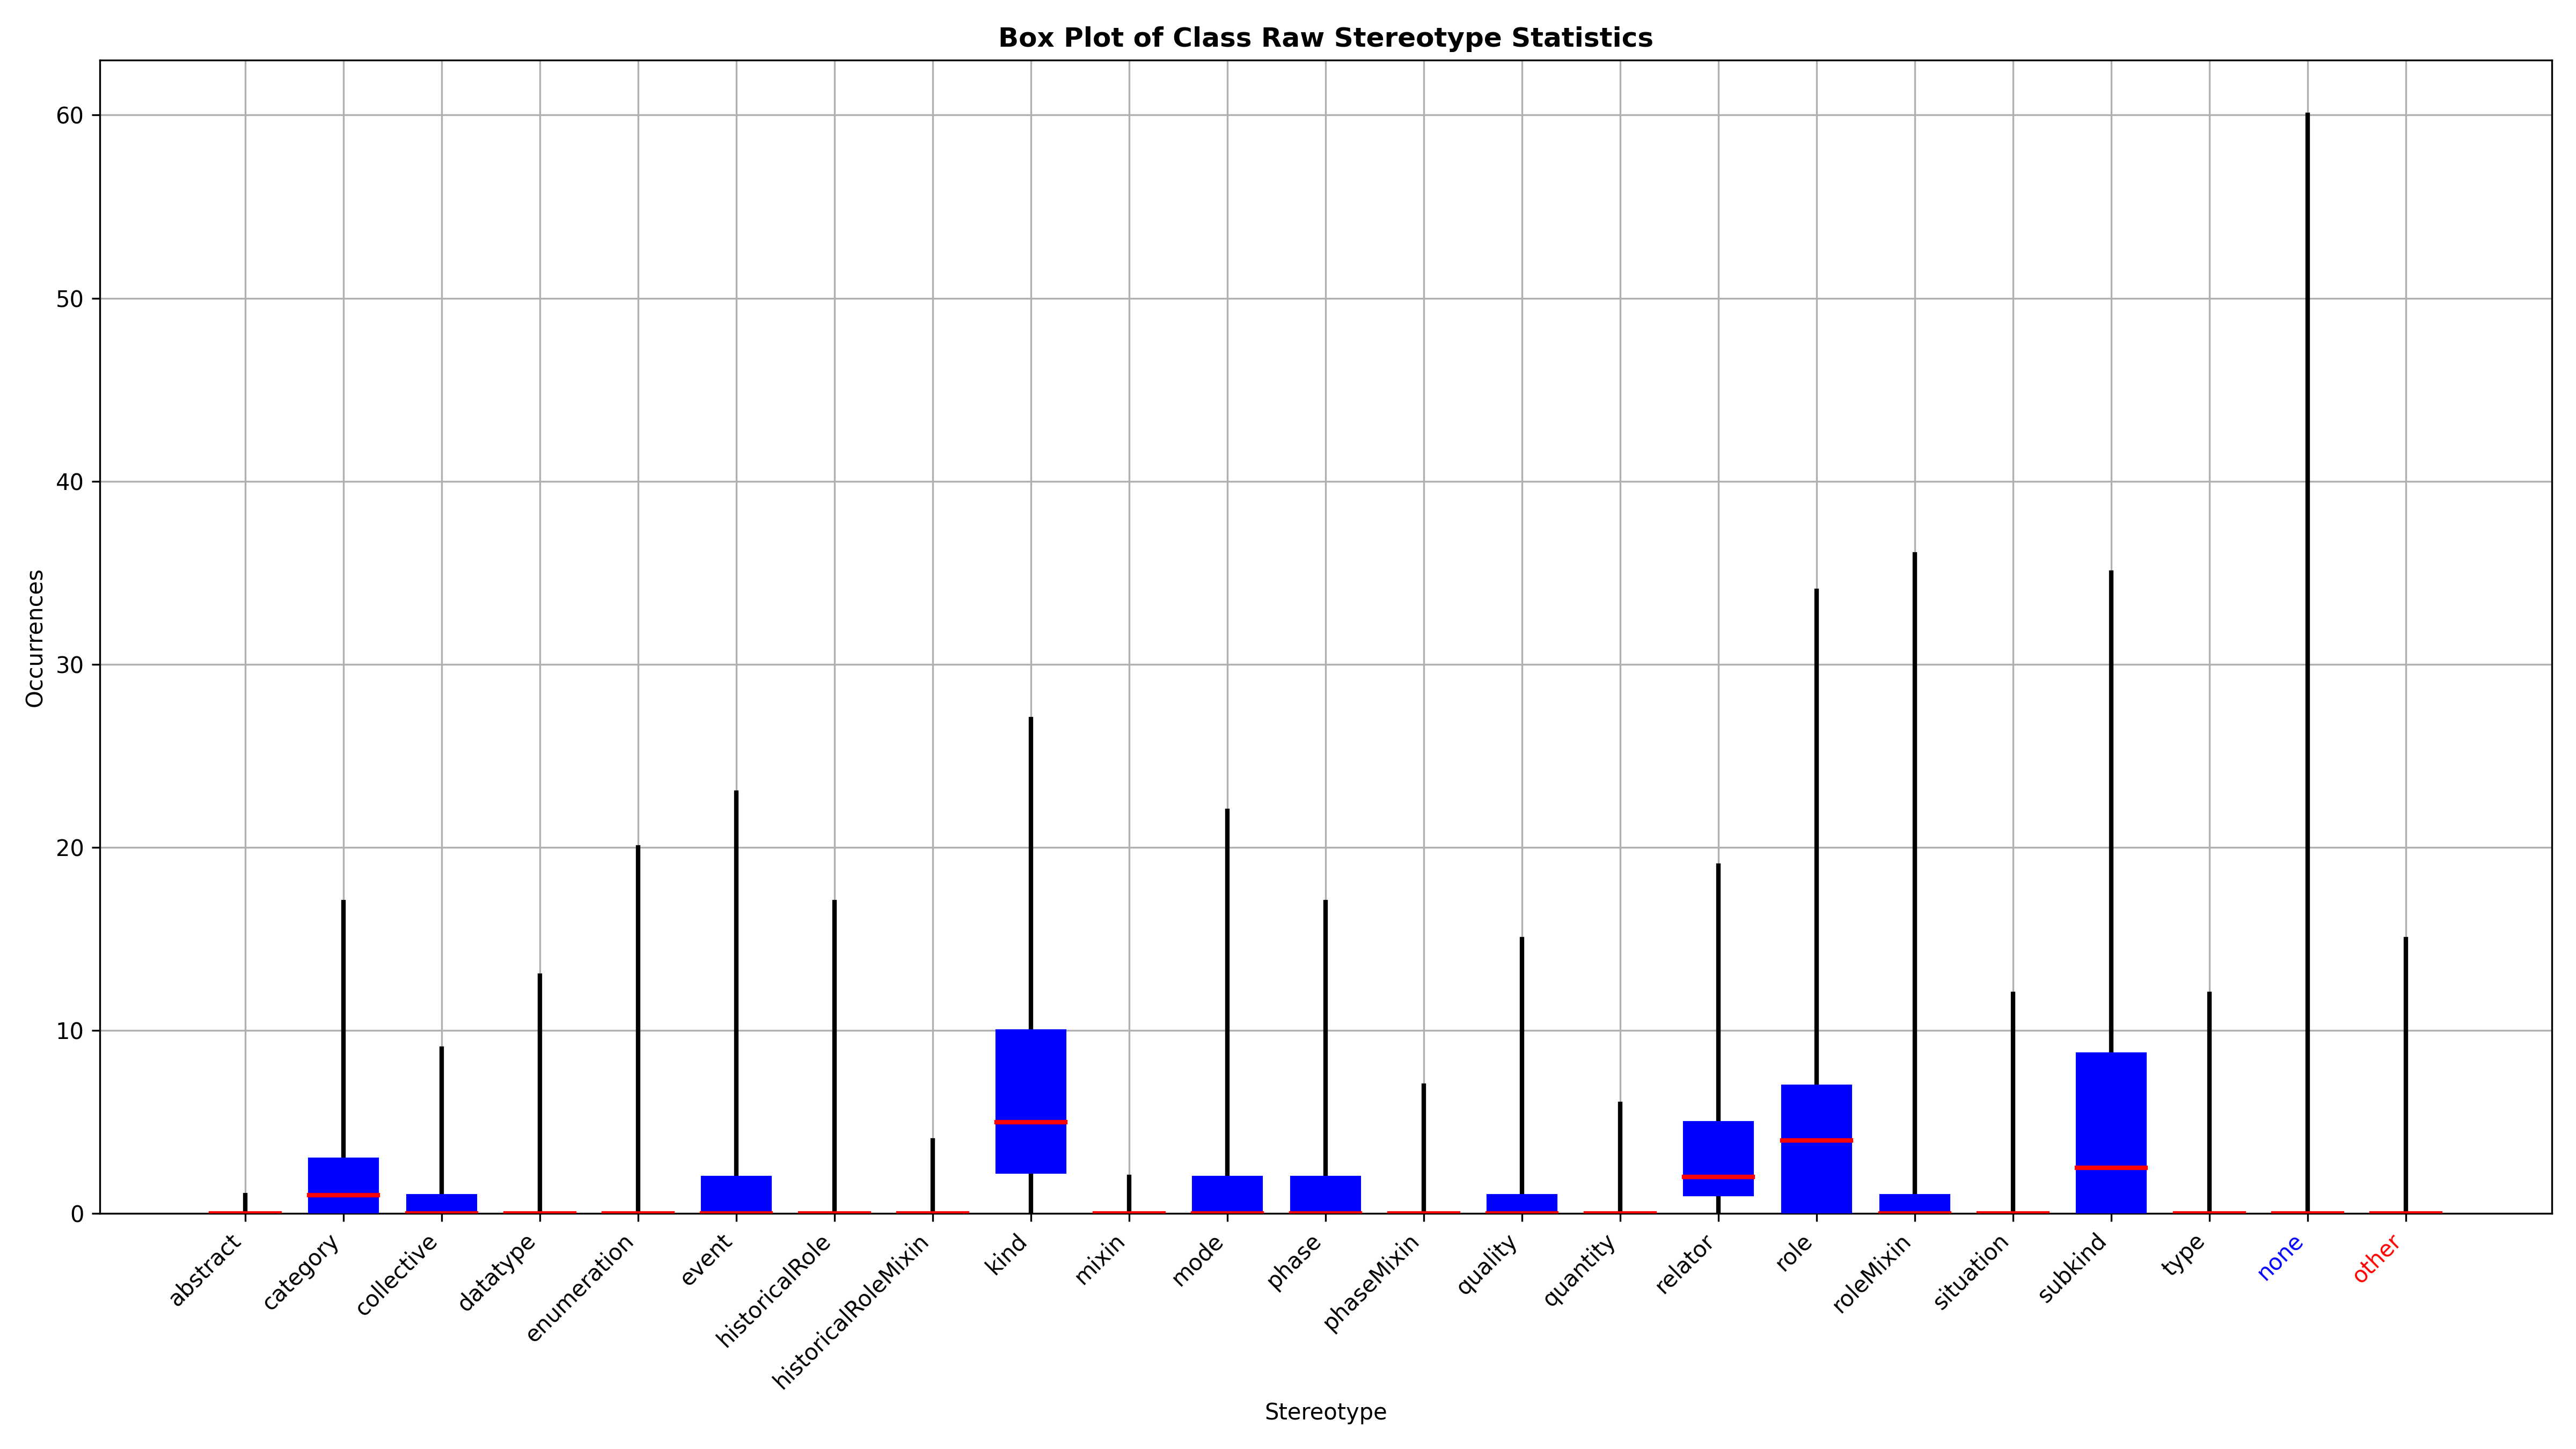 Box Plot of Class Raw Stereotype Statistics
Occurrences
60
50
40
30
20
10
0
abstract
category
collective
datatype
enumeration
event
historicalRole
historicalRoleMixin
kind
mixin
mode
phase
phaseMixin
quality
quantity
relator
role
roleMixin
situation
subkind
type
none
other
Stereotype